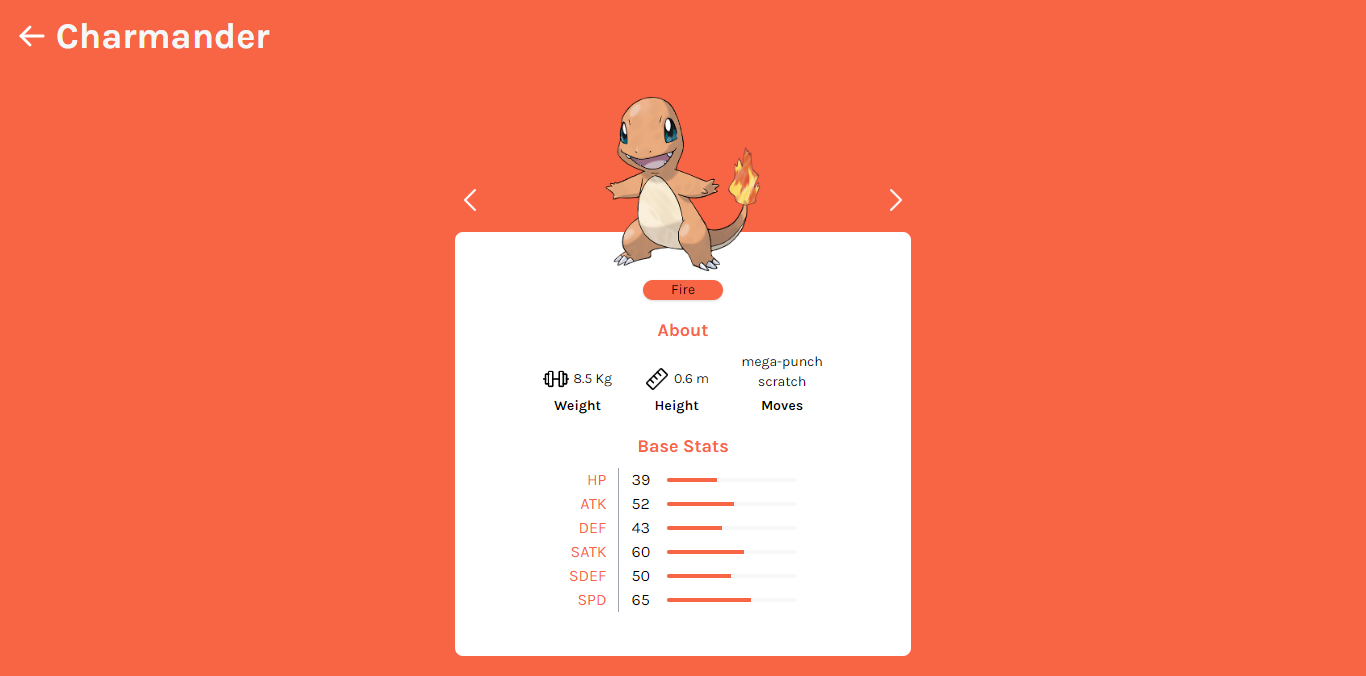 Charmander
Fire
About
8.5 Kg
Weight
0.6 m
Height
mega-punch
scratch
Moves
Base Stats
HP 39
ATK 52
DEF 43
SATK 60
SDEF 50
SPD 65